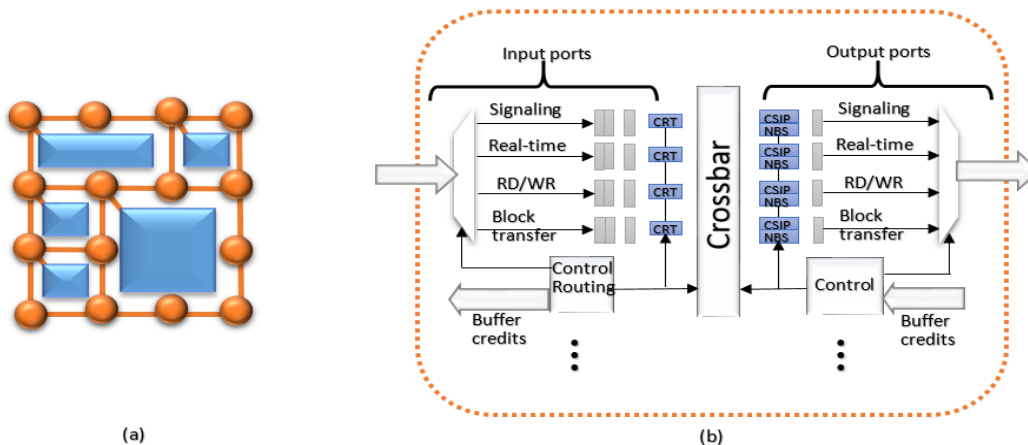 Input ports
Output ports
Signaling
CRT
CSIP
NBS
Signaling
Real-time
CRT
CSIP
NBS
Real-time
RD/WR
CRT
CSIP
NBS
RD/WR
Block
transfer
CRT
CSIP
NBS
Block
transfer
Crossbar
Control
Routing
Control
Buffer
credits
Buffer
credits
(a)
(b)